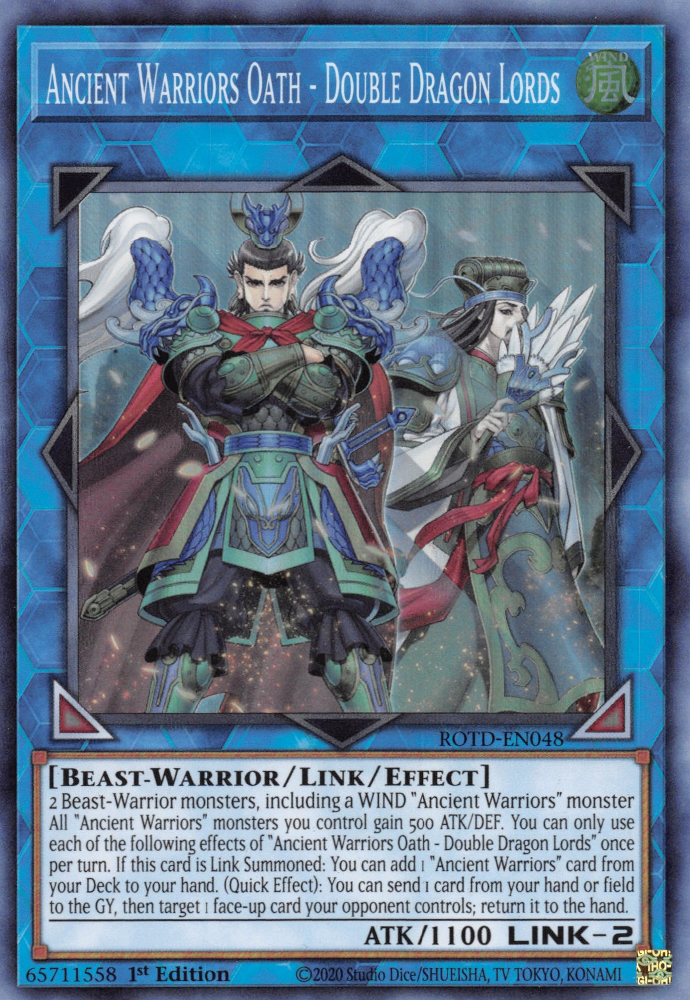 ANCIENT WARRIORS OATH - DOUBLE DRAGON LORDS
WIND
風
ROTD-EN048
[BEAST-WARRIOR/LINK/EFFECT]
2 Beast-Warrior monsters, including a WIND "Ancient Warriors" monster
All "Ancient Warriors" monsters you control gain 500 ATK/DEF. You can only use
each of the following effects of "Ancient Warriors Oath - Double Dragon Lords" once
per turn. If this card is Link Summoned: You can add 1 "Ancient Warriors" card from
your Deck to your hand. (Quick Effect): You can send 1 card from your hand or field
to the GY, then target 1 face-up card your opponent controls; return it to the hand.
ATK/1100 LINK-2
65711558 1st Edition ©2020 Studio Dice/SHUEISHA, TV TOKYO, KONAMI